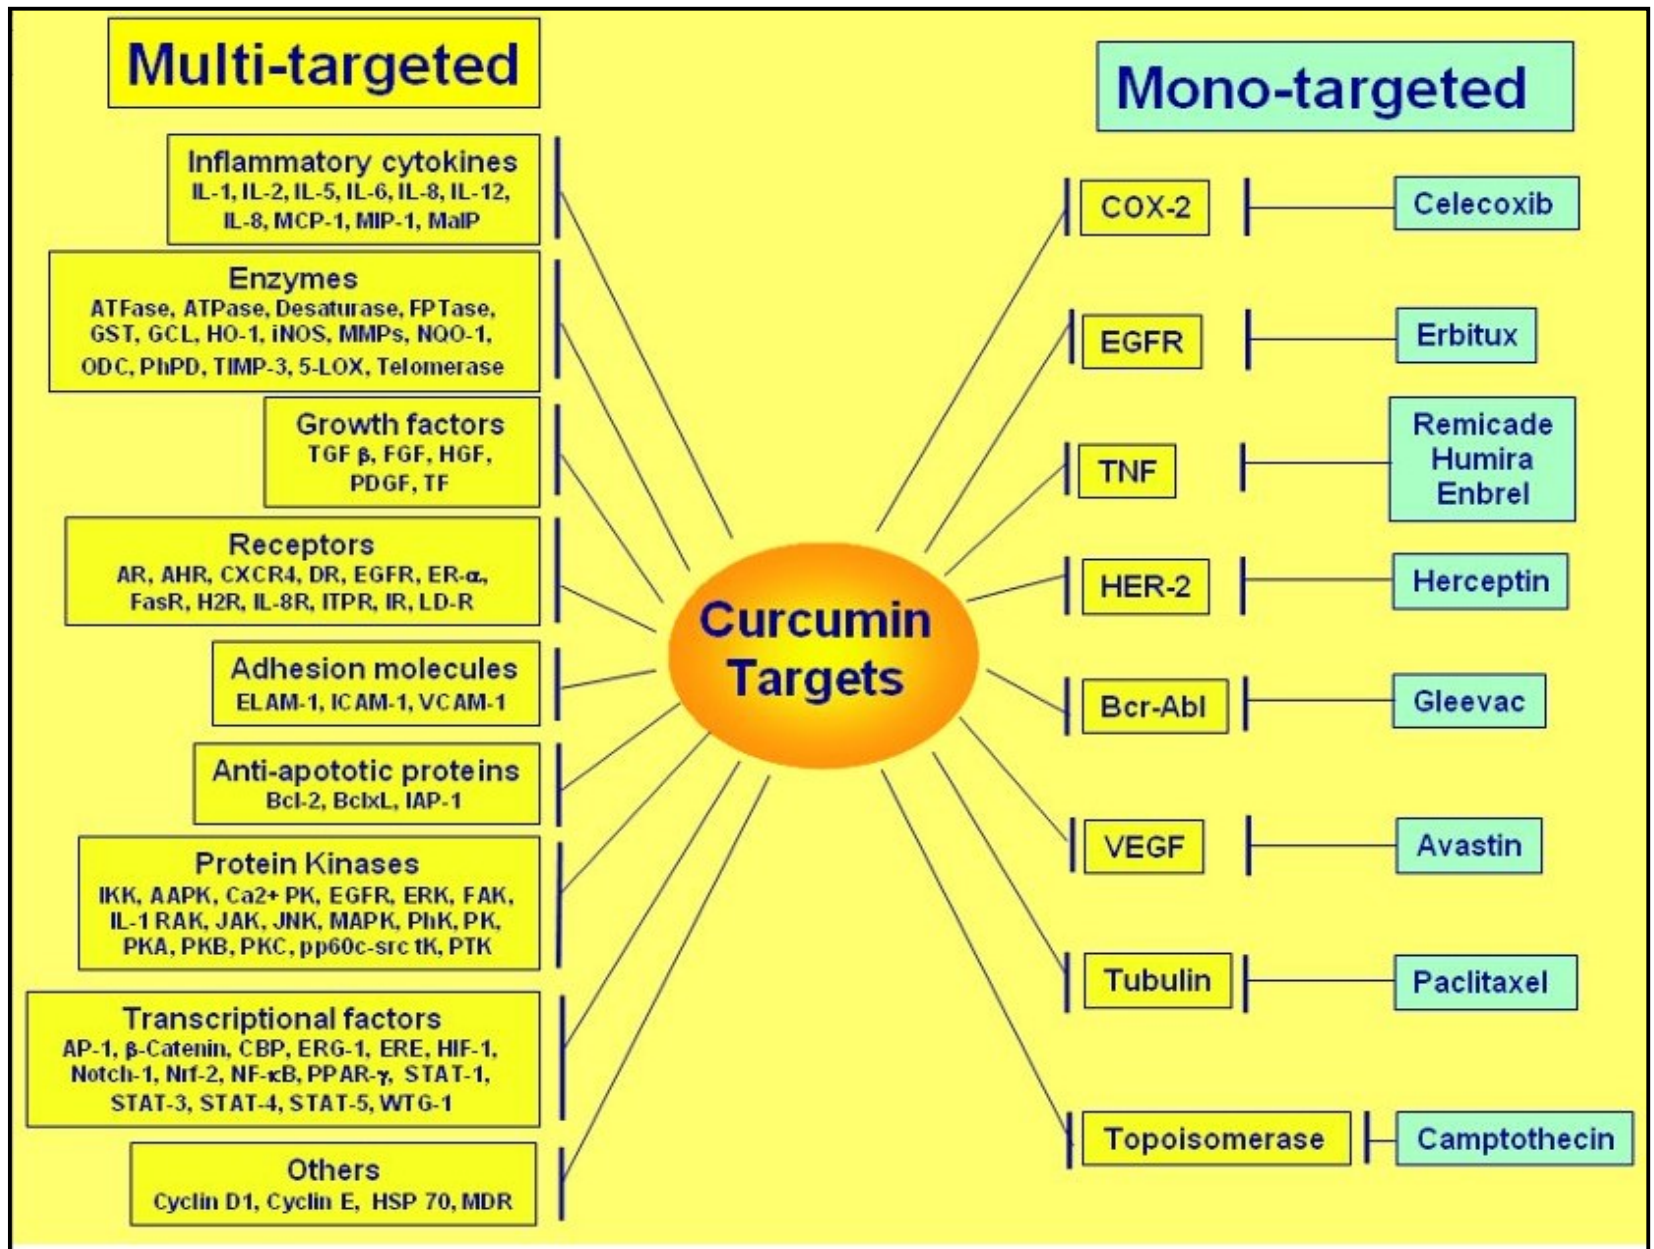 Multi-targeted
Inflammatory cytokines
IL-1, IL-2, IL-5, IL-6, IL-8, IL-12,
IL-8, MCP-1, MIP-1, MaIP
Enzymes
ATFase, ATPase, Desaturase, FPTase,
GST, GCL, HO-1, iNOS, MMPs, NQO-1,
ODC, PhPD, TIMP-3, 5-LOX, Telomerase
Growth factors
TGF β, FGF, HGF,
PDGF, TF
Receptors
AR, AHR, CXCR4, DR, EGFR, ER-α,
FasR, H2R, IL-8R, ITPR, IR, LD-R
Adhesion molecules
ELAM-1, ICAM-1, VCAM-1
Anti-apototic proteins
Bcl-2, BclxL, IAP-1
Protein Kinases
IKK, AAPK, Ca2+ PK, EGFR, ERK, FAK,
IL-1 RAK, JAK, JNK, MAPK, PhK, PK,
PKA, PKB, PKC, pp60c-src tK, PTK
Transcriptional factors
AP-1, β-Catenin, CBP, ERG-1, ERE, HIF-1,
Notch-1, Nrf-2, NF-κB, PPAR-γ, STAT-1,
STAT-3, STAT-4, STAT-5, WTG-1
Others
Cyclin D1, Cyclin E, HSP 70, MDR
Curcumin
Targets
Mono-targeted
COX-2
Celecoxib
EGFR
Erbitux
TNF
Remicade
Humira
Enbrel
HER-2
Herceptin
Bcr-Abl
Gleevac
VEGF
Avastin
Tubulin
Paclitaxel
Topoisomerase
Camptothecin